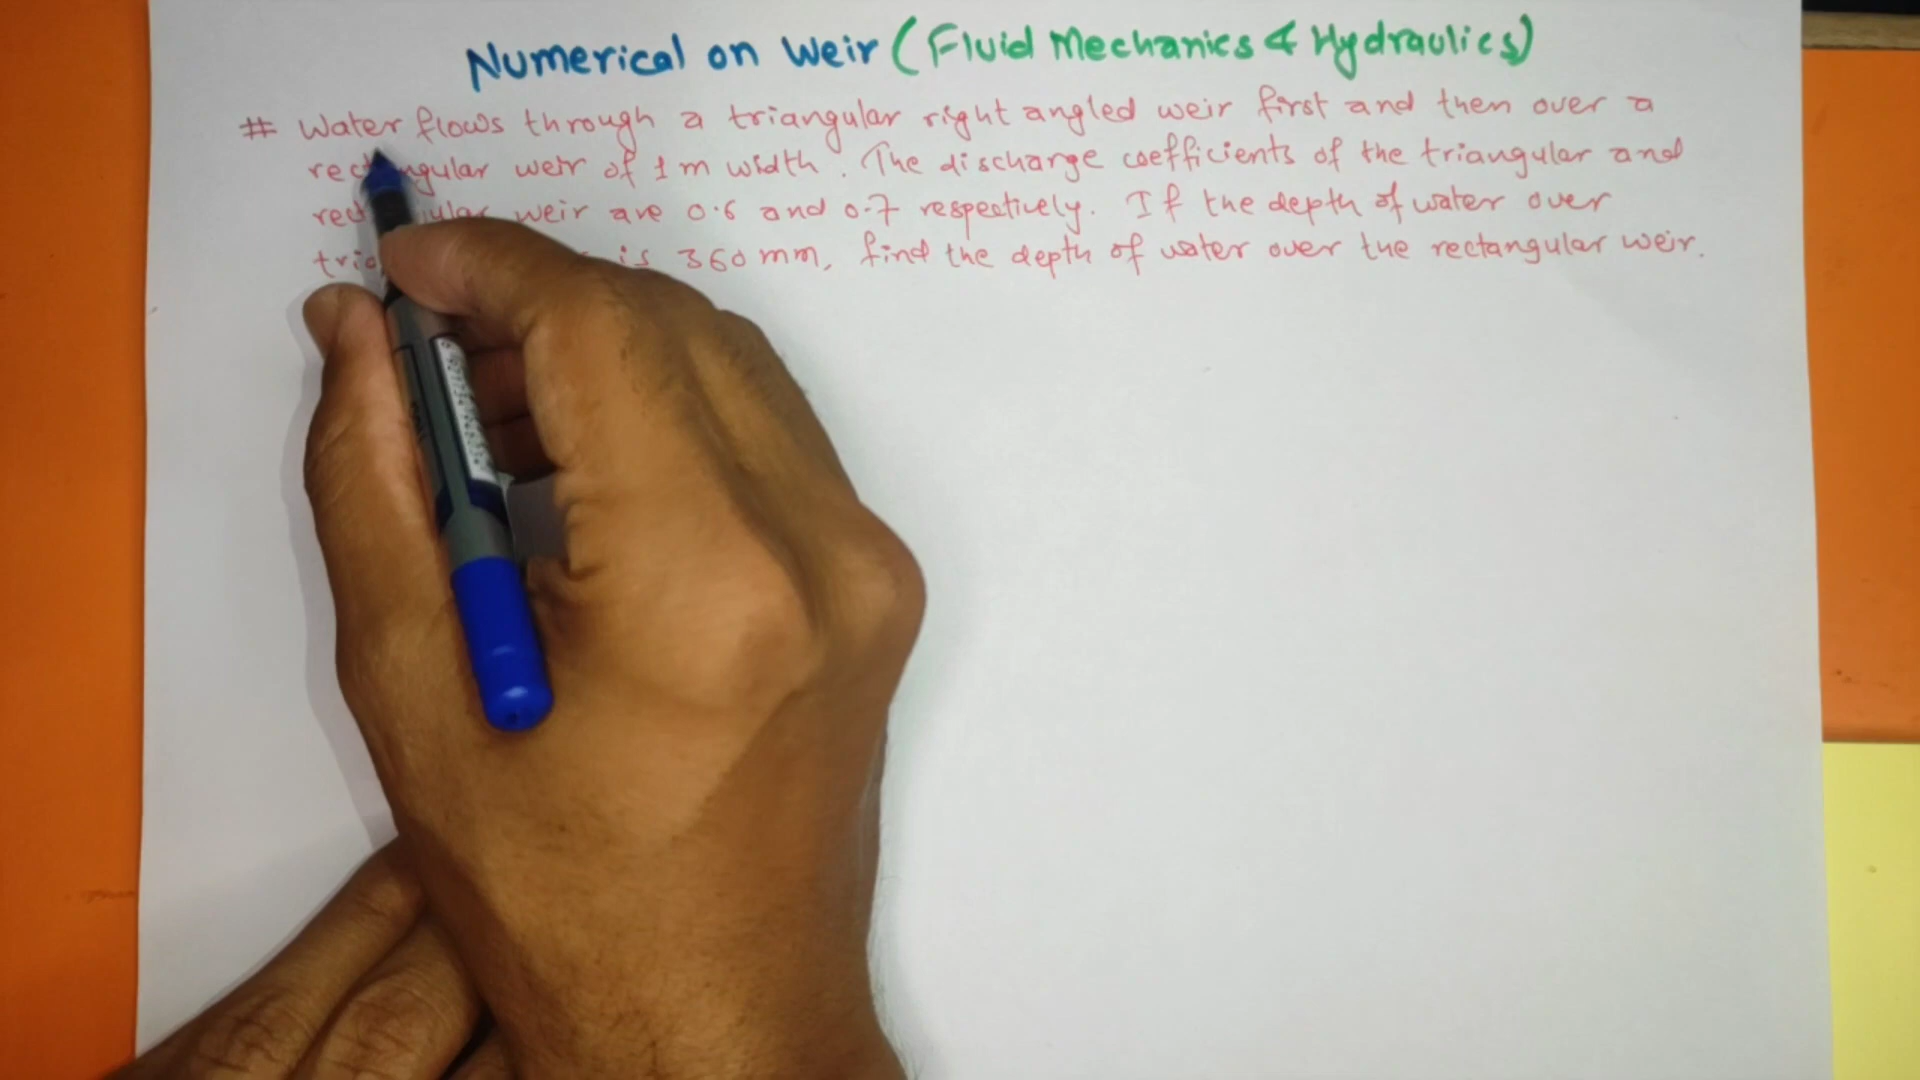 Numerical on Weir (Fluid Mechanics & Hydraulics)
# Water flows through a triangular right angled weir first and then over a
rectangular weir of 1 m width. The discharge coefficients of the triangular and
weir are 0.6 and 0.7 respectively. If the depth of water over
is 360 mm, find the depth of water over the rectangular weir.